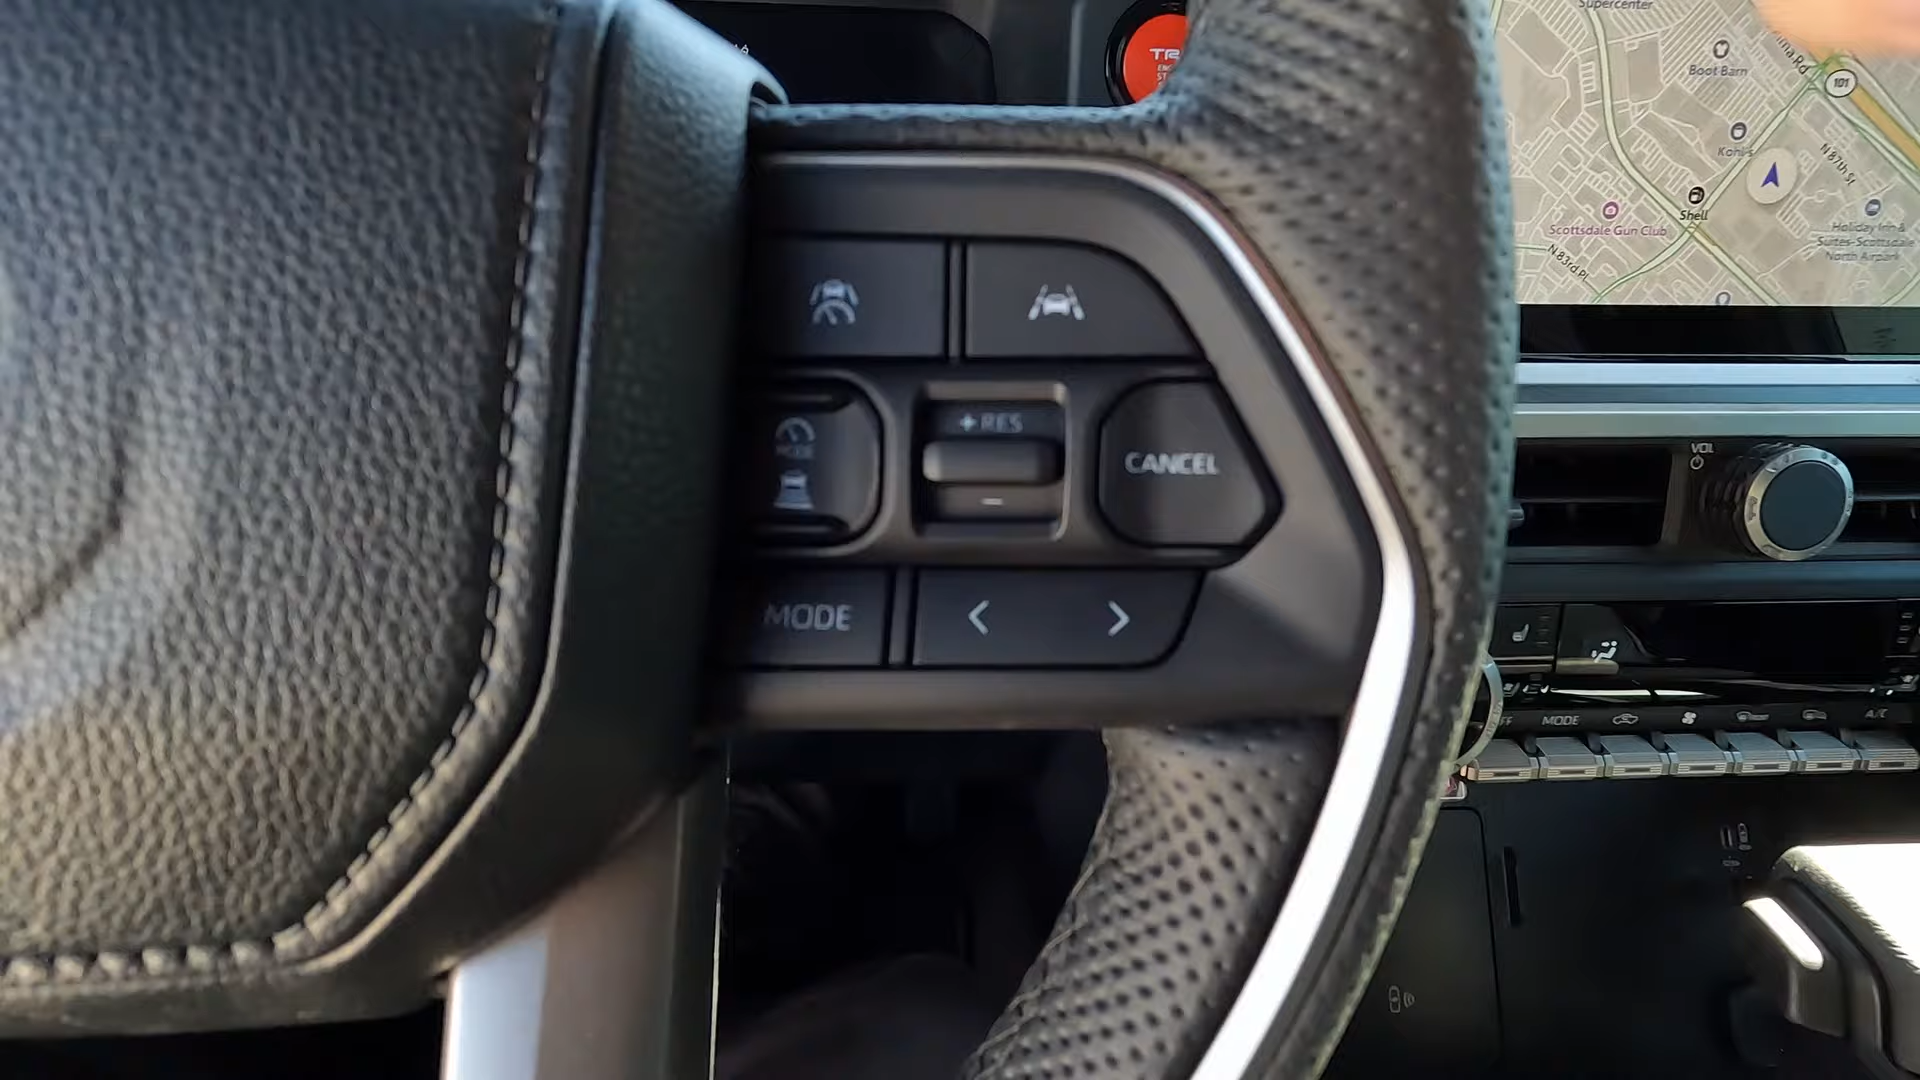 Supercenter
TR
Boot Barn
101
Kohl's
N 87th St
Shell
Scottsdale Gun Club
Holiday Inn &
Suites-Scottsdale
North Airpark
N 83rd Pl
+RES
MODE
CANCEL
-
VOL
MODE
< >
MODE
A/C